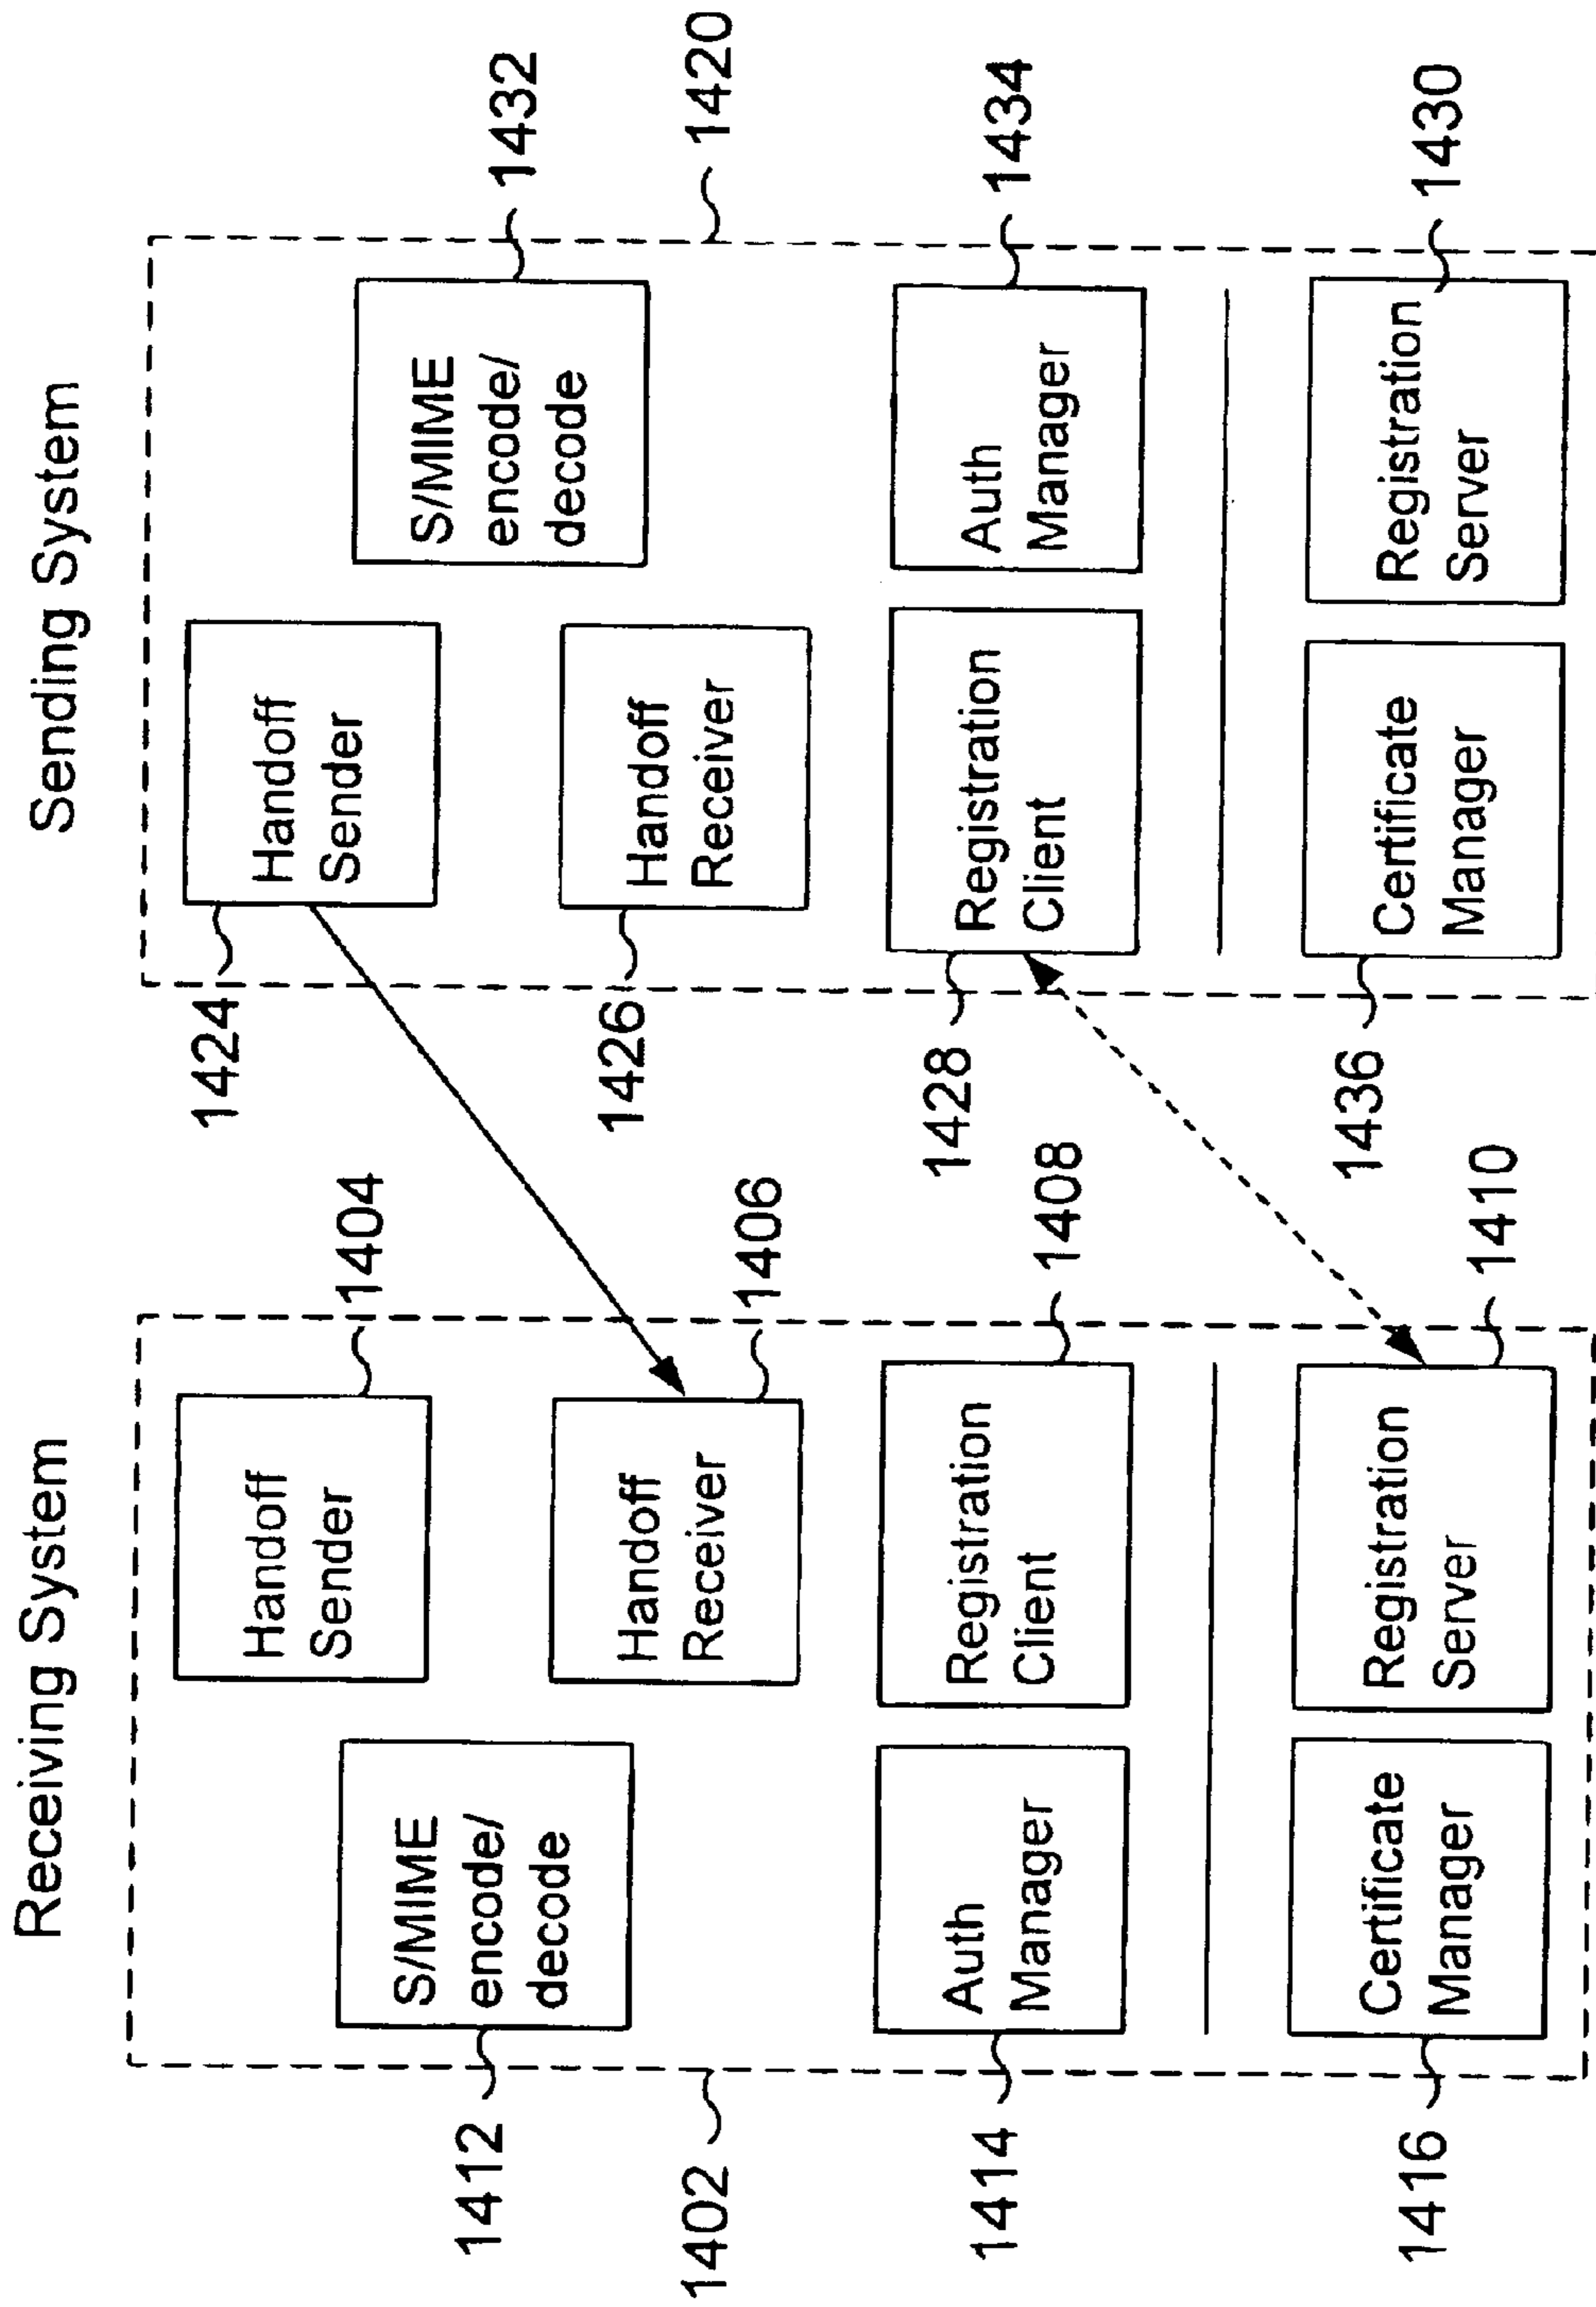 Receiving System
Sending System
1404
1424
Handoff
Sender
Handoff
Sender
1412
S/MIME
encode/
decode
S/MIME
encode/
decode
1432
1402
1406
Handoff
Receiver
1426
Handoff
Receiver
1420
1414
Auth
Manager
Registration
Client
1408
1428
Registration
Client
Auth
Manager
1434
1416
Certificate
Manager
Registration
Server
1410
1436
Certificate
Manager
Registration
Server
1430